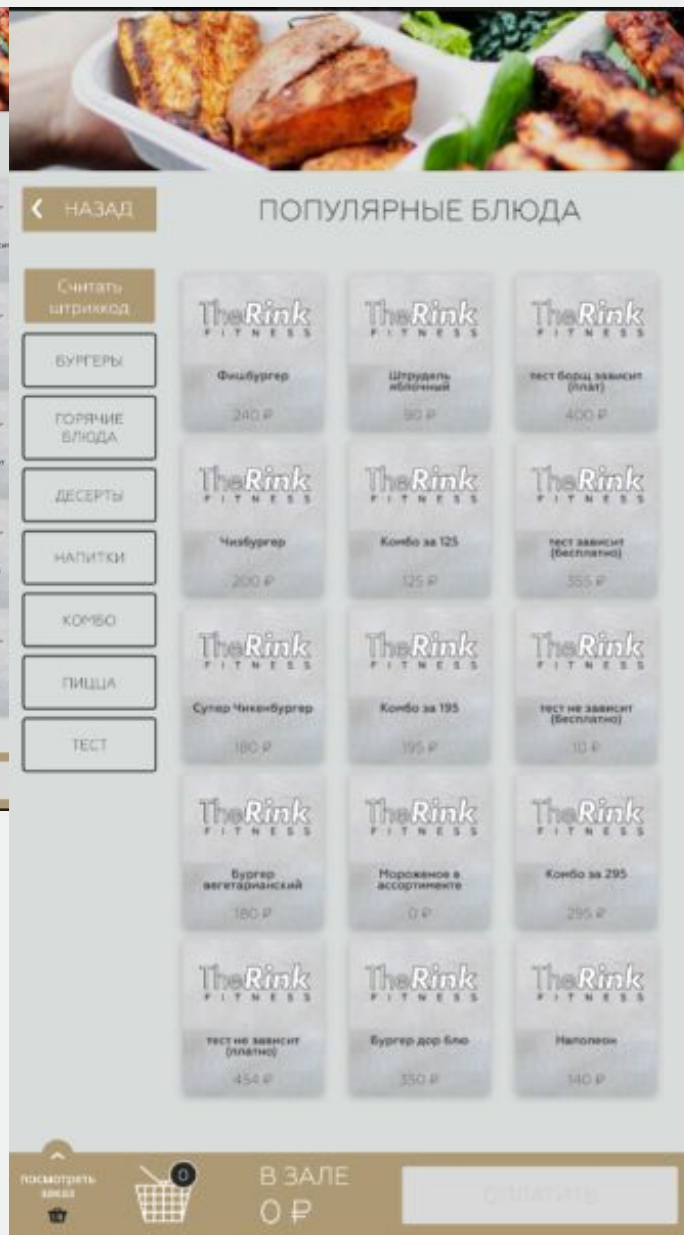 НАЗАД
ПОПУЛЯРНЫЕ БЛЮДА
Считать
штрихкод
БУРГЕРЫ
ГОРЯЧИЕ
БЛЮДА
ДЕСЕРТЫ
НАПИТКИ
КОМБО
ПИЦЦА
ТЕСТ
TheRink
FITNESS
Фишбургер
240 ₽
TheRink
FITNESS
Штрудель
яблочный
90 ₽
TheRink
FITNESS
тест борщ зависит
(плат)
400 ₽
TheRink
FITNESS
Чизбургер
200 ₽
TheRink
FITNESS
Комбо за 125
125 ₽
TheRink
FITNESS
тест зависит
(бесплатно)
355 ₽
TheRink
FITNESS
Супер Чикенбургер
180 ₽
TheRink
FITNESS
Комбо за 195
195 ₽
TheRink
FITNESS
тест не зависит
(бесплатно)
10 ₽
TheRink
FITNESS
Бургер
вегетарианский
180 ₽
TheRink
FITNESS
Мороженое в
ассортименте
0 ₽
TheRink
FITNESS
Комбо за 295
295 ₽
TheRink
FITNESS
тест не зависит
(платно)
454 ₽
TheRink
FITNESS
Бургер дор блю
350 ₽
TheRink
FITNESS
Наполеон
140 ₽
посмотреть
заказ
0
В ЗАЛЕ
0 ₽
ОПЛАТИТЬ